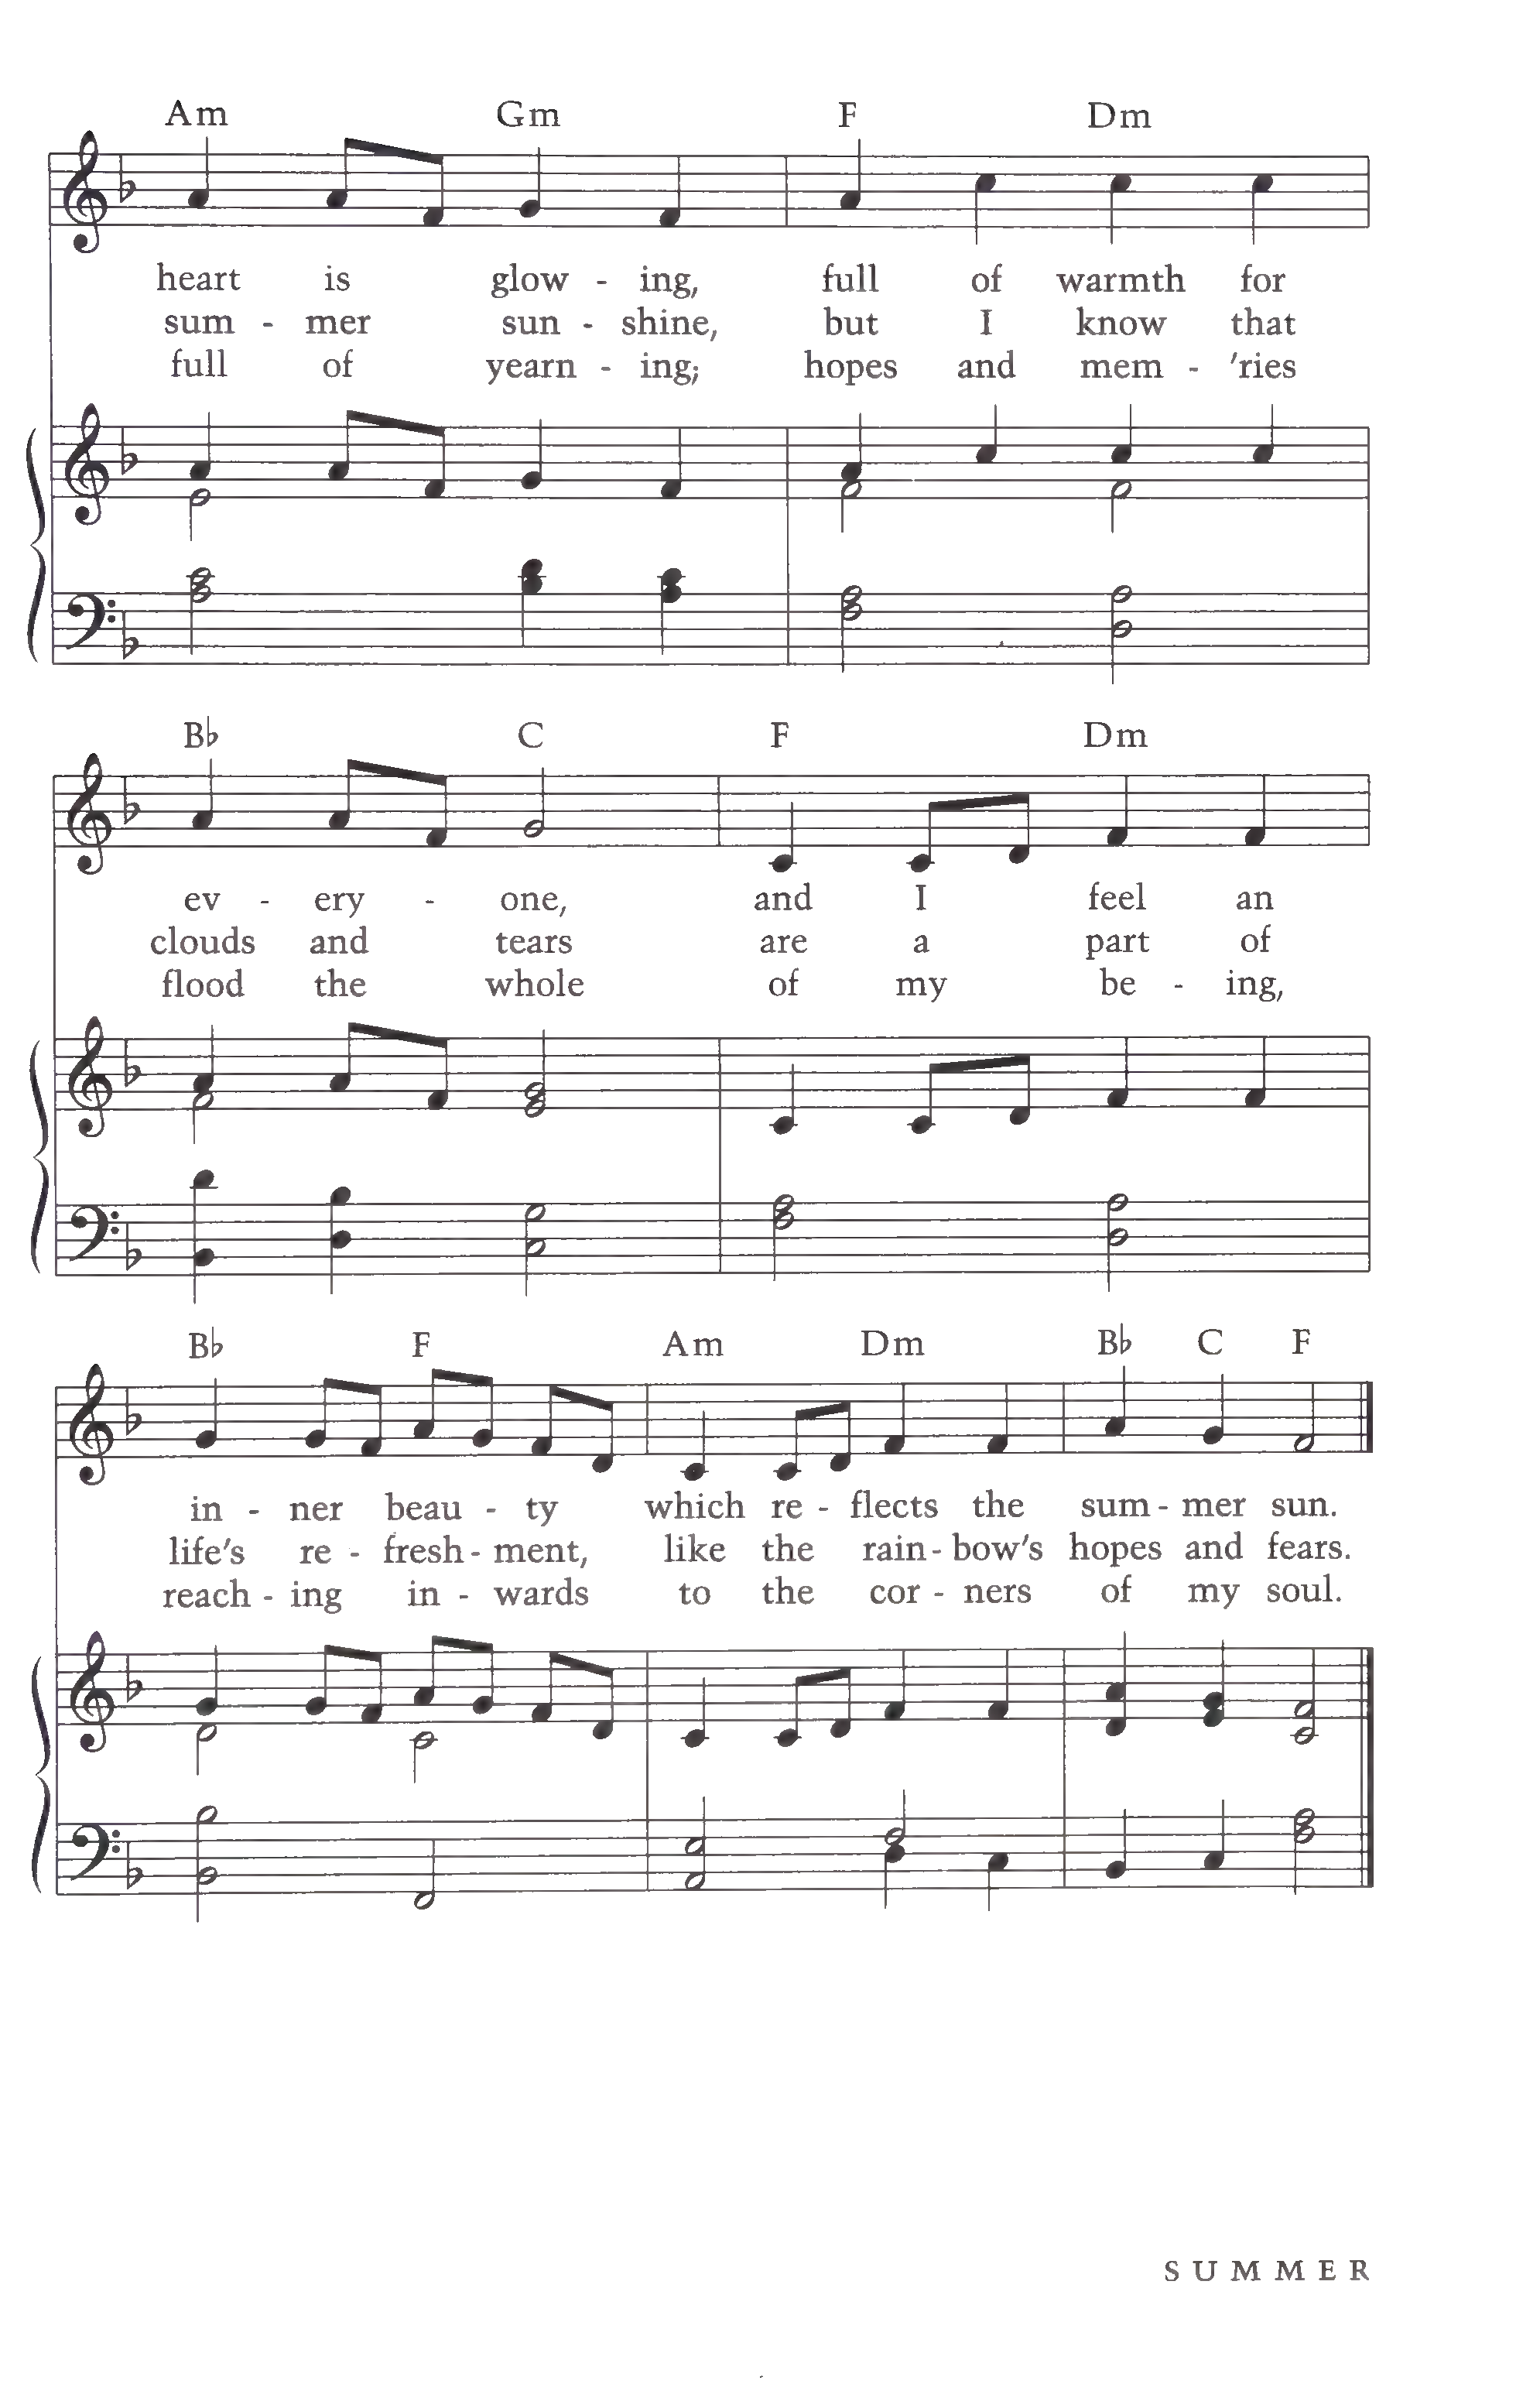 Am Gm F Dm
heart is glow - ing, full of warmth for
sum - mer sun - shine, but I know that
full of yearn - ing; hopes and mem - 'ries
B♭ C F Dm
ev - ery - one, and I feel an
clouds and tears are a part of
flood the whole of my be - ing,
B♭ F Am Dm B♭ C F
in - ner beau - ty which re - flects the sum - mer sun.
life's re - fresh - ment, like the rain - bow's hopes and fears.
reach - ing in - wards to the cor - ners of my soul.
SUMMER